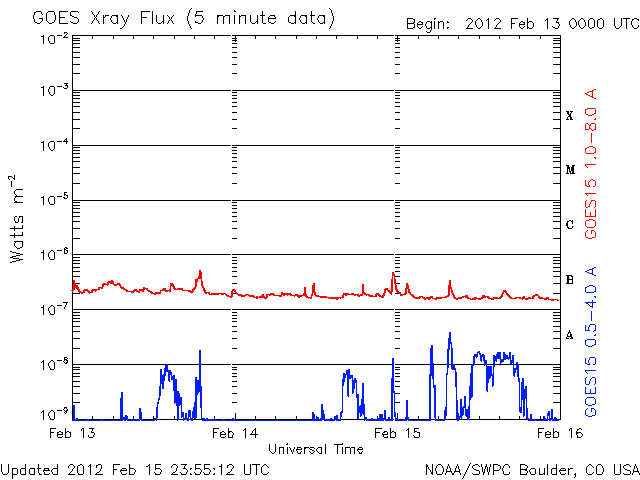 GOES Xray Flux (5 minute data)
Begin: 2012 Feb 13 0000 UTC
10⁻²
10⁻³
10⁻⁴
10⁻⁵
10⁻⁶
10⁻⁷
10⁻⁸
10⁻⁹
Watts m⁻²
X
M
C
B
A
GOES15 1.0–8.0 A
GOES15 0.5–4.0 A
Feb 13
Feb 14
Feb 15
Feb 16
Universal Time
Updated 2012 Feb 15 23:55:12 UTC
NOAA/SWPC Boulder, CO USA